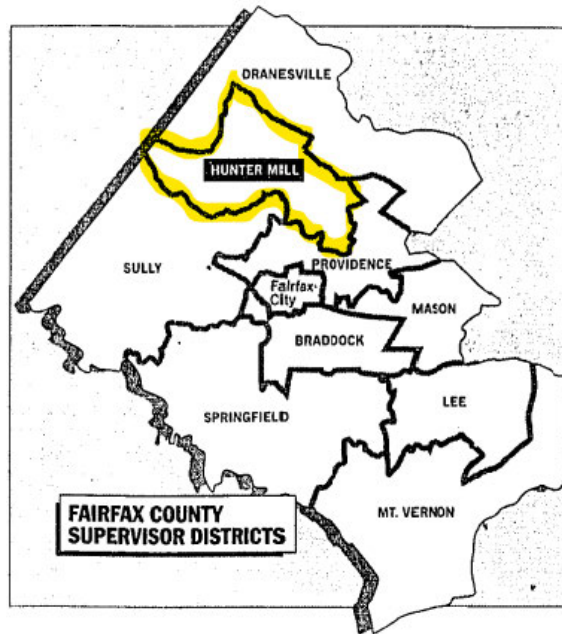 DRANESVILLE
HUNTER MILL
SULLY
PROVIDENCE
Fairfax
City
MASON
BRADDOCK
LEE
SPRINGFIELD
MT. VERNON
FAIRFAX COUNTY
SUPERVISOR DISTRICTS